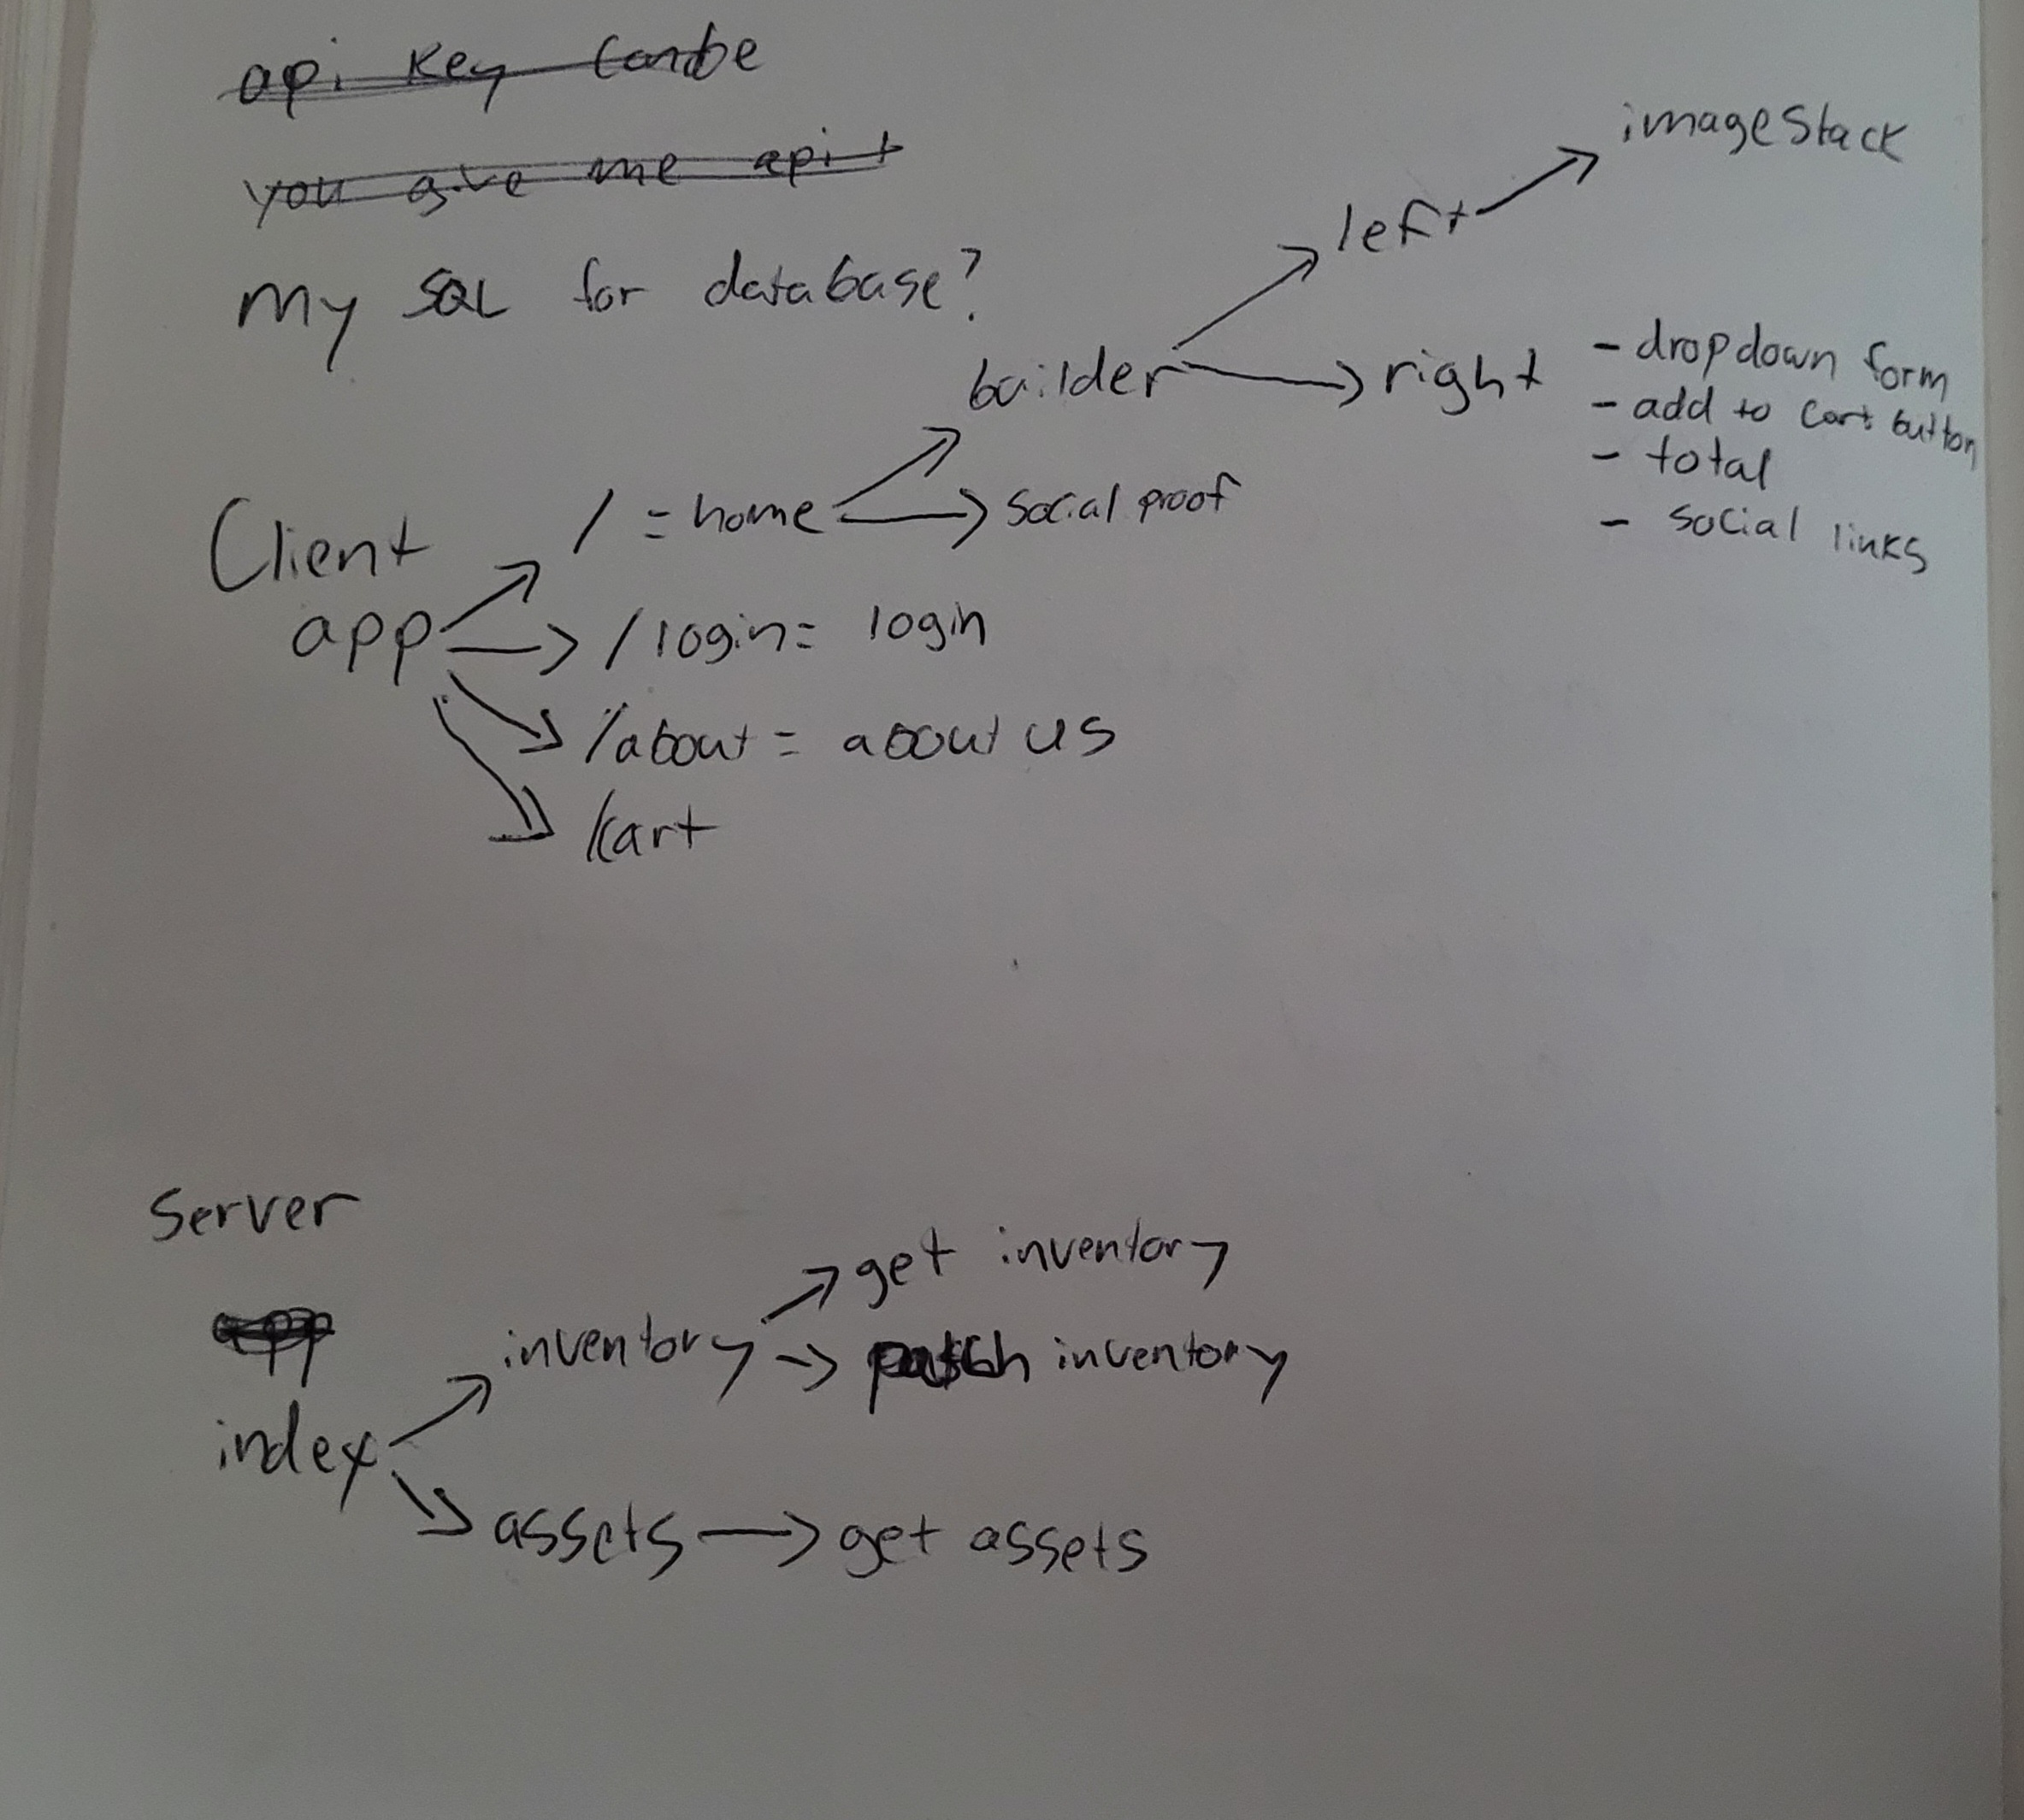 api key can be
you give me api
my SQL for database?
imageStack
left
builder
right
- dropdown form
- add to cart button
- total
- social links
Client
/ = home
social proof
app
/login = login
/about = about us
/cart
Server
app
index
inventory
get inventory
patch inventory
assets
get assets